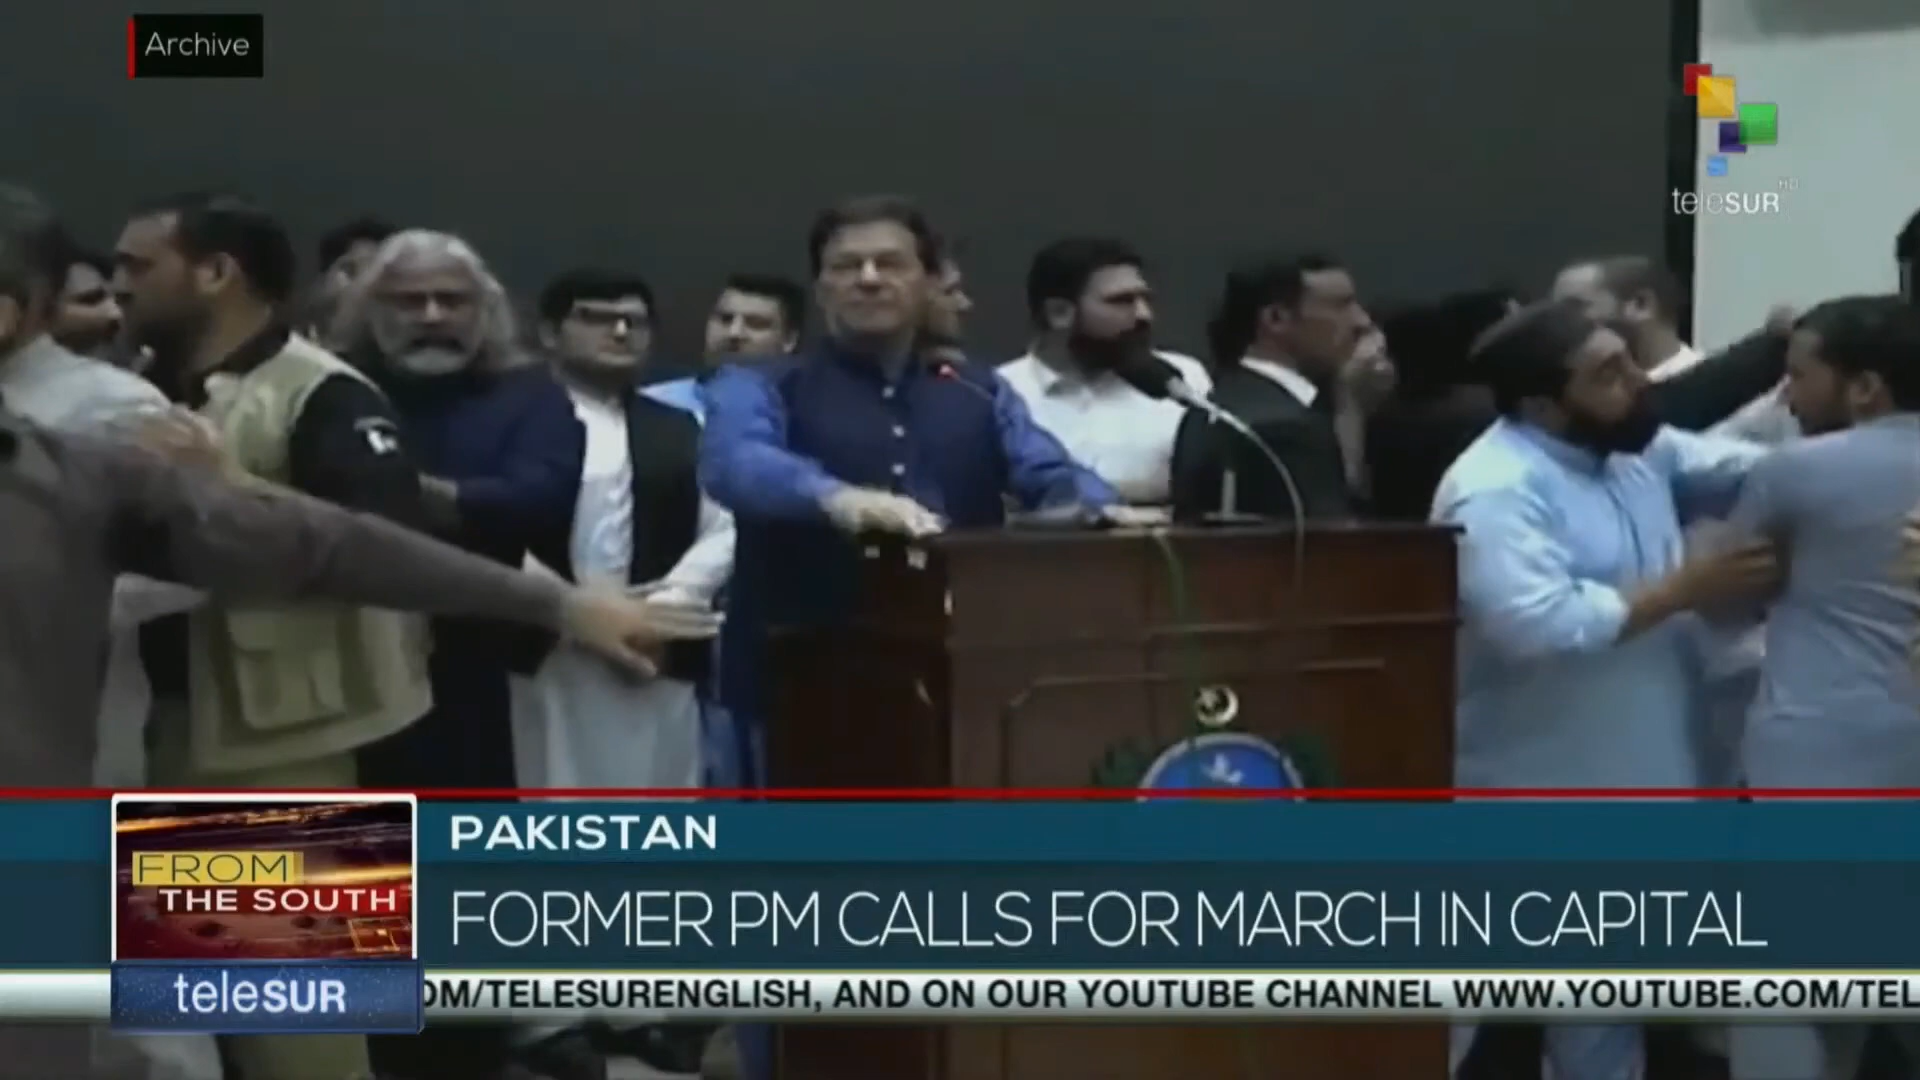 Archive
teleSUR HD
PAKISTAN
FROM
THE SOUTH
FORMER PM CALLS FOR MARCH IN CAPITAL
teleSUR
OM/TELESURENGLISH, AND ON OUR YOUTUBE CHANNEL WWW.YOUTUBE.COM/TEL